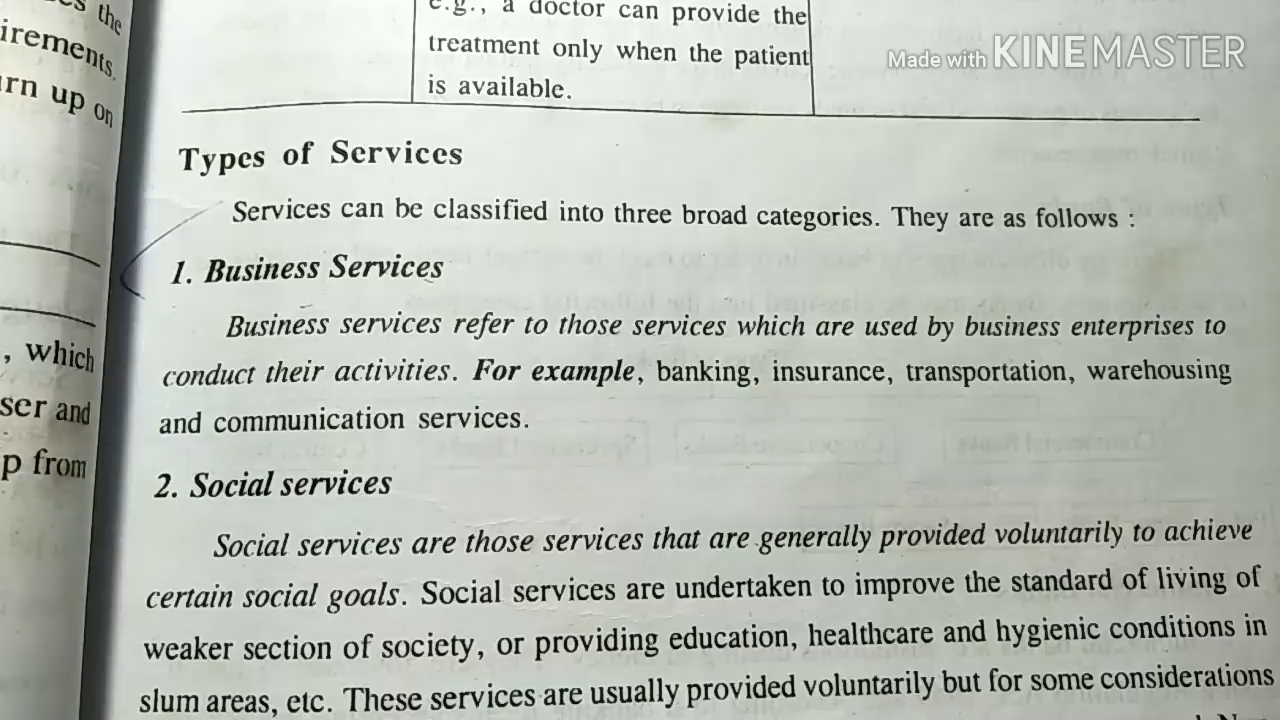 es the
irements.
urn up on
, which
ser and
p from
e.g., a doctor can provide the
treatment only when the patient
is available.
Made with KINEMASTER
Types of Services
Services can be classified into three broad categories. They are as follows :
1. Business Services
Business services refer to those services which are used by business enterprises to
conduct their activities. For example, banking, insurance, transportation, warehousing
and communication services.
2. Social services
Social services are those services that are generally provided voluntarily to achieve
certain social goals. Social services are undertaken to improve the standard of living of
weaker section of society, or providing education, healthcare and hygienic conditions in
slum areas, etc. These services are usually provided voluntarily but for some considerations